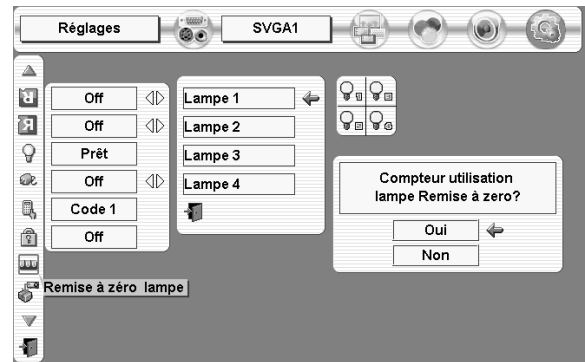 Réglages
SVGA1
Off
Off
Prêt
Off
Code 1
Off
Lampe 1
Lampe 2
Lampe 3
Lampe 4
Compteur utilisation
lampe Remise à zero?
Oui
Non
Remise à zéro lampe